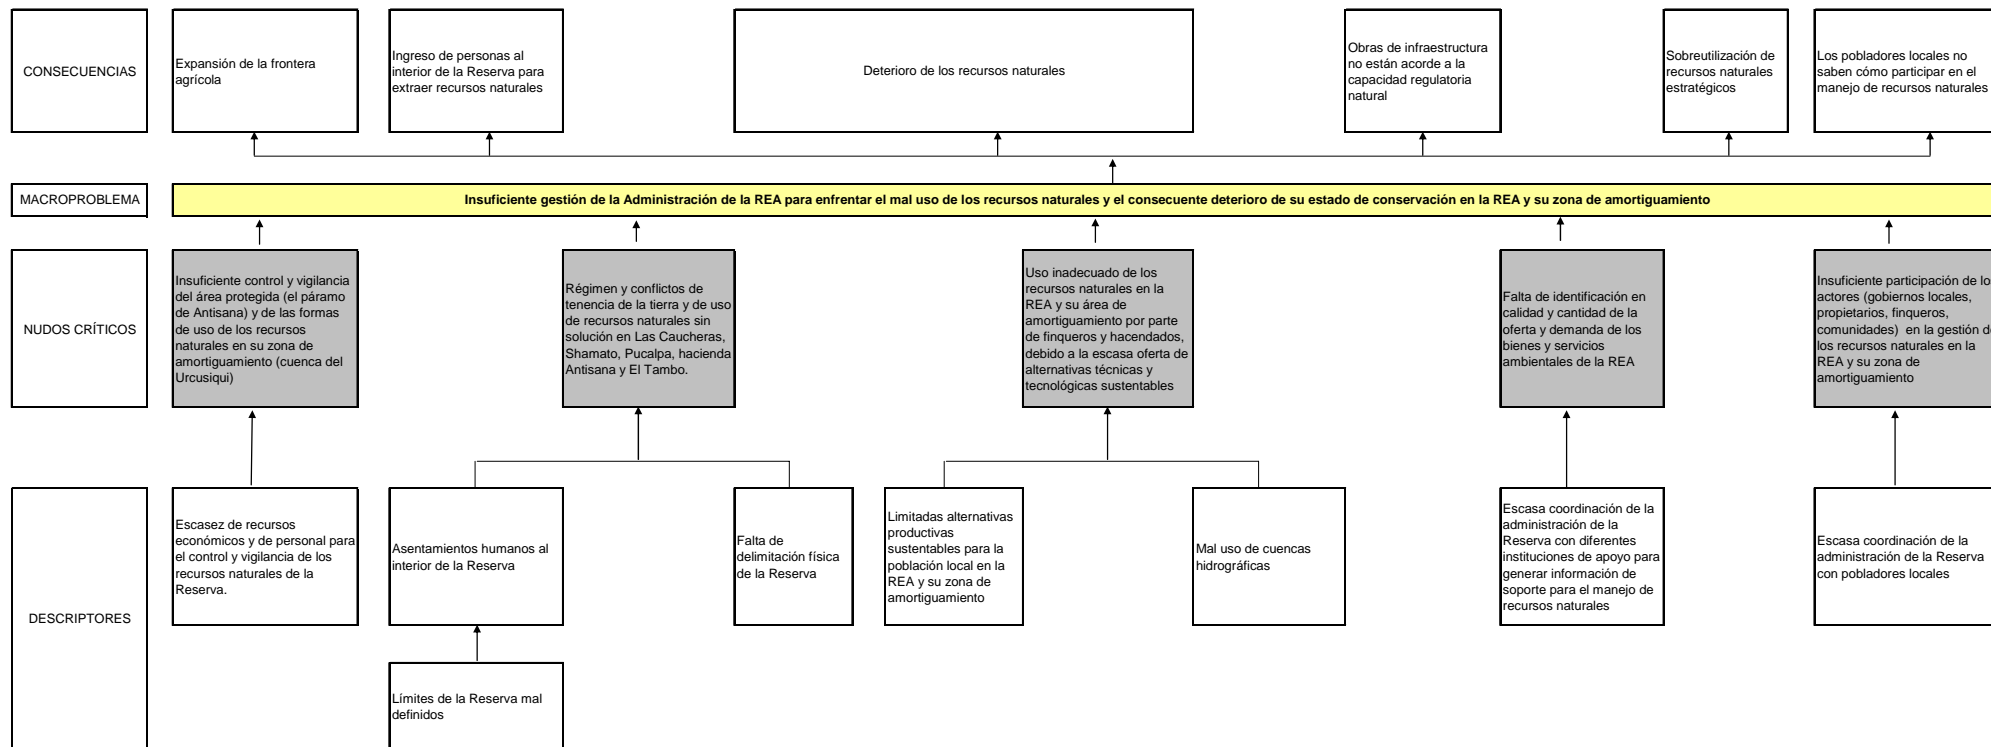 CONSECUENCIAS
Expansión de la frontera
agrícola
Ingreso de personas al
interior de la Reserva para
extraer recursos naturales
Deterioro de los recursos naturales
Obras de infraestructura
no están acorde a la
capacidad regulatoria
natural
Sobreutilización de
recursos naturales
estratégicos
Los pobladores locales no
saben cómo participar en el
manejo de recursos naturales
MACROPROBLEMA
Insuficiente gestión de la Administración de la REA para enfrentar el mal uso de los recursos naturales y el consecuente deterioro de su estado de conservación en la REA y su zona de amortiguamiento
NUDOS CRÍTICOS
Insuficiente control y vigilancia
del área protegida (el páramo
de Antisana) y de las formas
de uso de los recursos
naturales en su zona de
amortiguamiento (cuenca del
Urcusiqui)
Régimen y conflictos de
tenencia de la tierra y de uso
de recursos naturales sin
solución en Las Caucheras,
Shamato, Pucalpa, hacienda
Antisana y El Tambo.
Uso inadecuado de los
recursos naturales en la
REA y su área de
amortiguamiento por parte
de finqueros y hacendados,
debido a la escasa oferta de
alternativas técnicas y
tecnológicas sustentables
Falta de identificación en
calidad y cantidad de la
oferta y demanda de los
bienes y servicios
ambientales de la REA
Insuficiente participación de lo
actores (gobiernos locales,
propietarios, finqueros,
comunidades) en la gestión d
los recursos naturales en la
REA y su zona de
amortiguamiento
DESCRIPTORES
Escasez de recursos
económicos y de personal para
el control y vigilancia de los
recursos naturales de la
Reserva.
Asentamientos humanos al
interior de la Reserva
Falta de
delimitación física
de la Reserva
Limitadas alternativas
productivas
sustentables para la
población local en la
REA y su zona de
amortiguamiento
Mal uso de cuencas
hidrográficas
Escasa coordinación de la
administración de la
Reserva con diferentes
instituciones de apoyo para
generar información de
soporte para el manejo de
recursos naturales
Escasa coordinación de la
administración de la Reserva
con pobladores locales
Límites de la Reserva mal
definidos